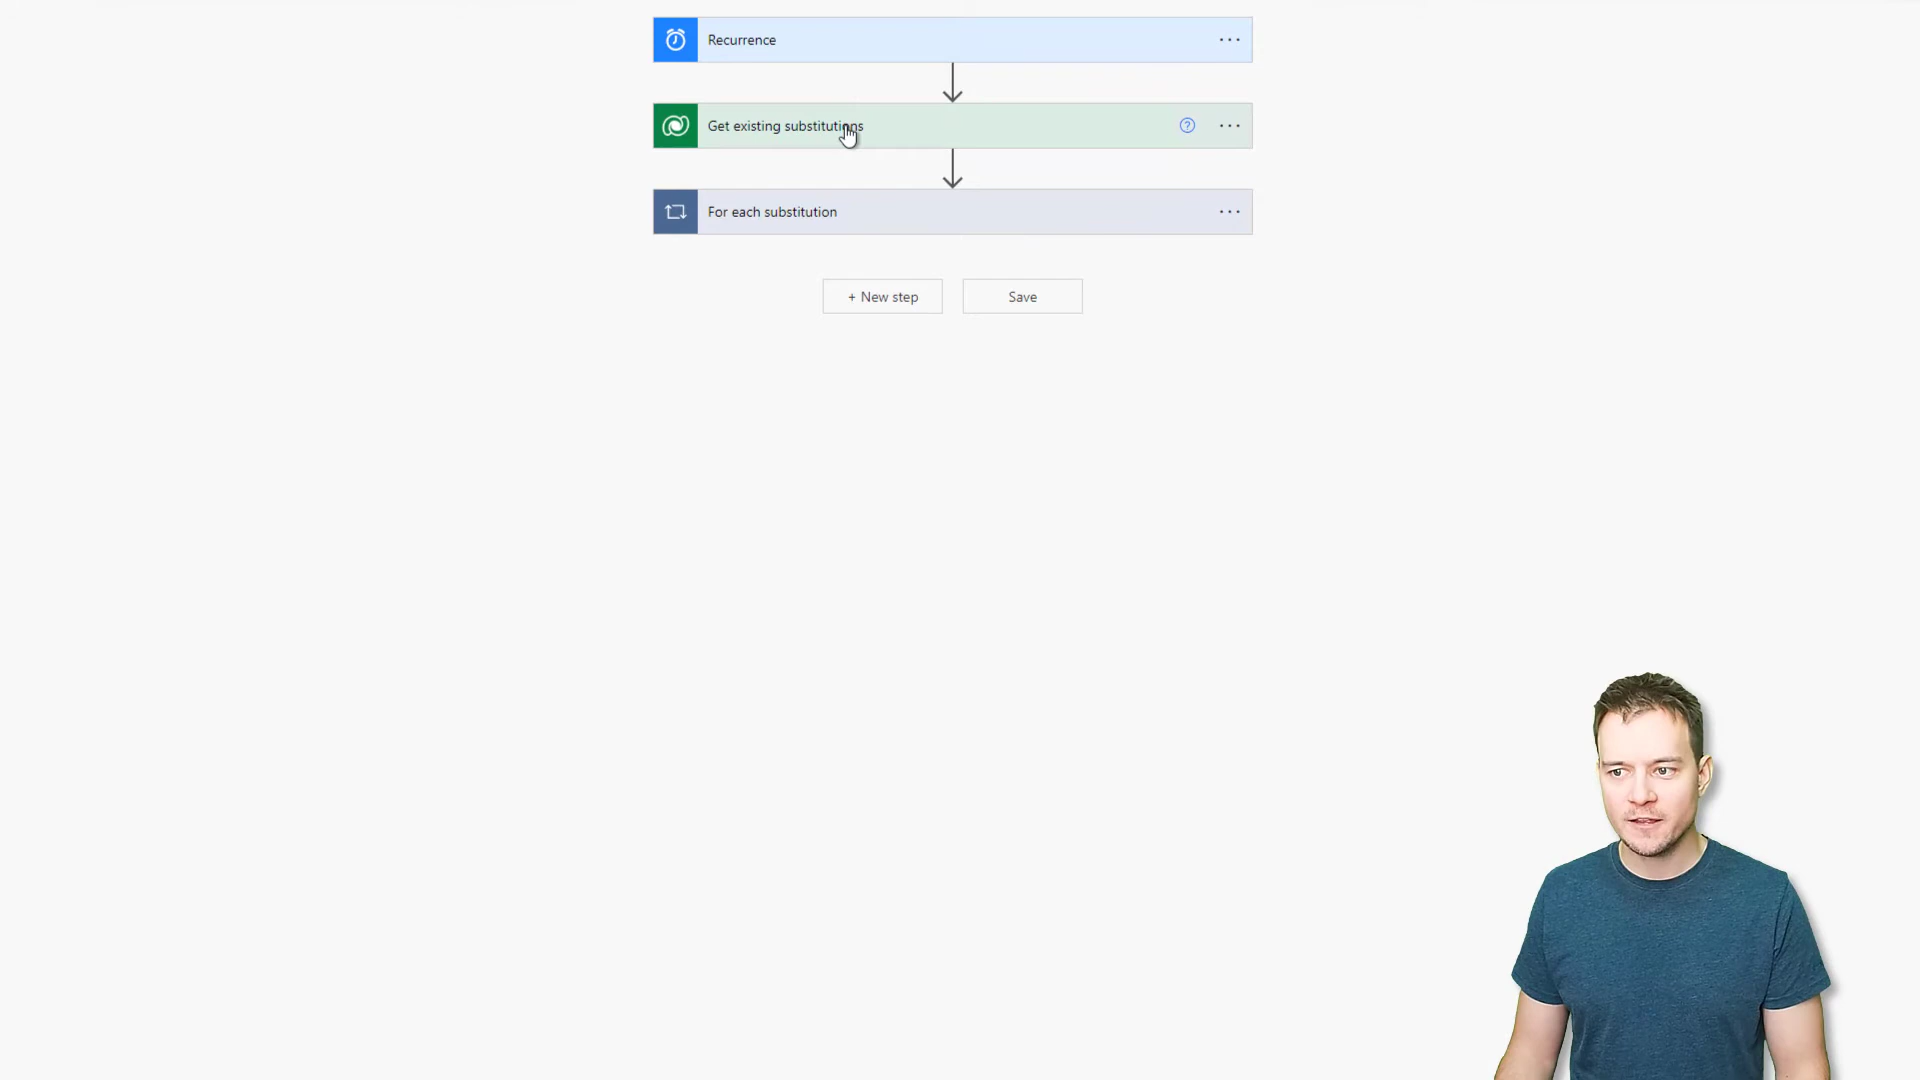 Recurrence
Get existing substitutions
For each substitution
+ New step
Save